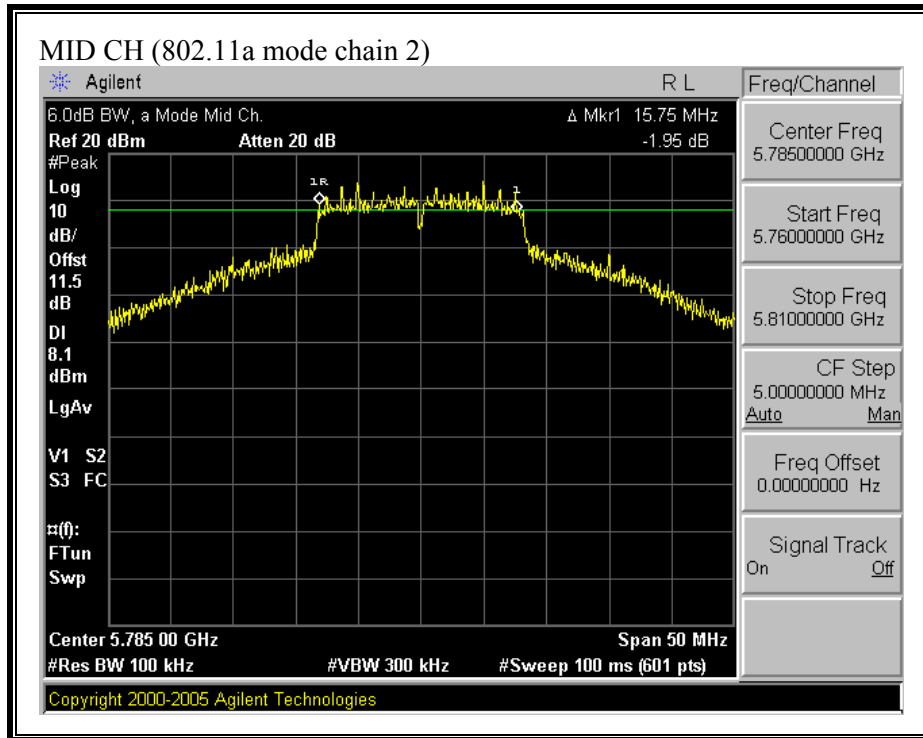 MID CH (802.11a mode chain 2)
Agilent R L
6.0dB BW, a Mode Mid Ch. Δ Mkr1 15.75 MHz
Ref 20 dBm Atten 20 dB -1.95 dB
#Peak
Log
10
dB/
Offst
11.5
dB
DI
8.1
dBm
LgAv
V1 S2
S3 FC
¤(f):
FTun
Swp
1R
1
Center 5.785 00 GHz Span 50 MHz
#Res BW 100 kHz #VBW 300 kHz #Sweep 100 ms (601 pts)
Copyright 2000-2005 Agilent Technologies
Freq/Channel
Center Freq
5.78500000 GHz
Start Freq
5.76000000 GHz
Stop Freq
5.81000000 GHz
CF Step
5.00000000 MHz
Auto Man
Freq Offset
0.00000000 Hz
Signal Track
On Off